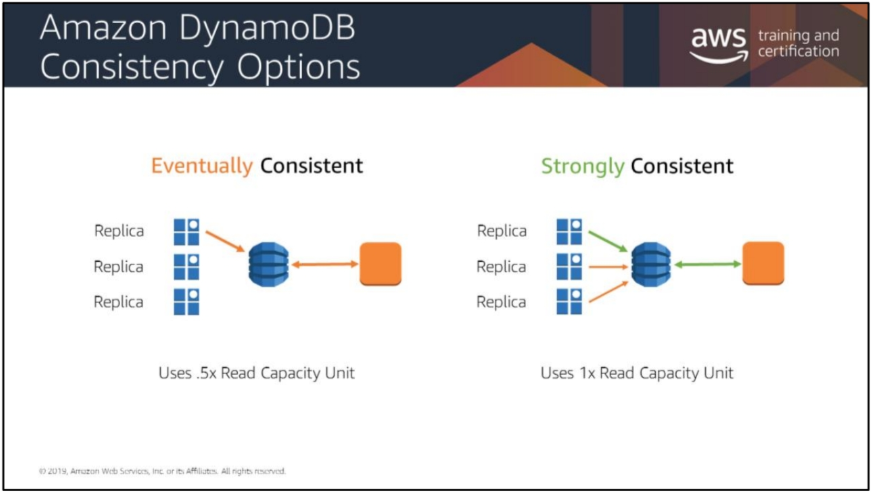 Amazon DynamoDB
Consistency Options
aws training and
certification
Eventually Consistent
Replica
Replica
Replica
Uses .5x Read Capacity Unit
Strongly Consistent
Replica
Replica
Replica
Uses 1x Read Capacity Unit
© 2019, Amazon Web Services, Inc. or its Affiliates. All rights reserved.